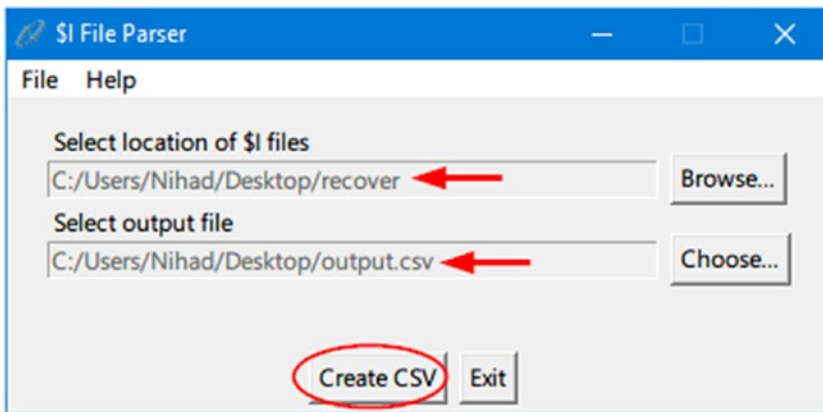 $I File Parser
File Help
Select location of $I files
C:/Users/Nihad/Desktop/recover
Browse...
Select output file
C:/Users/Nihad/Desktop/output.csv
Choose...
Create CSV Exit